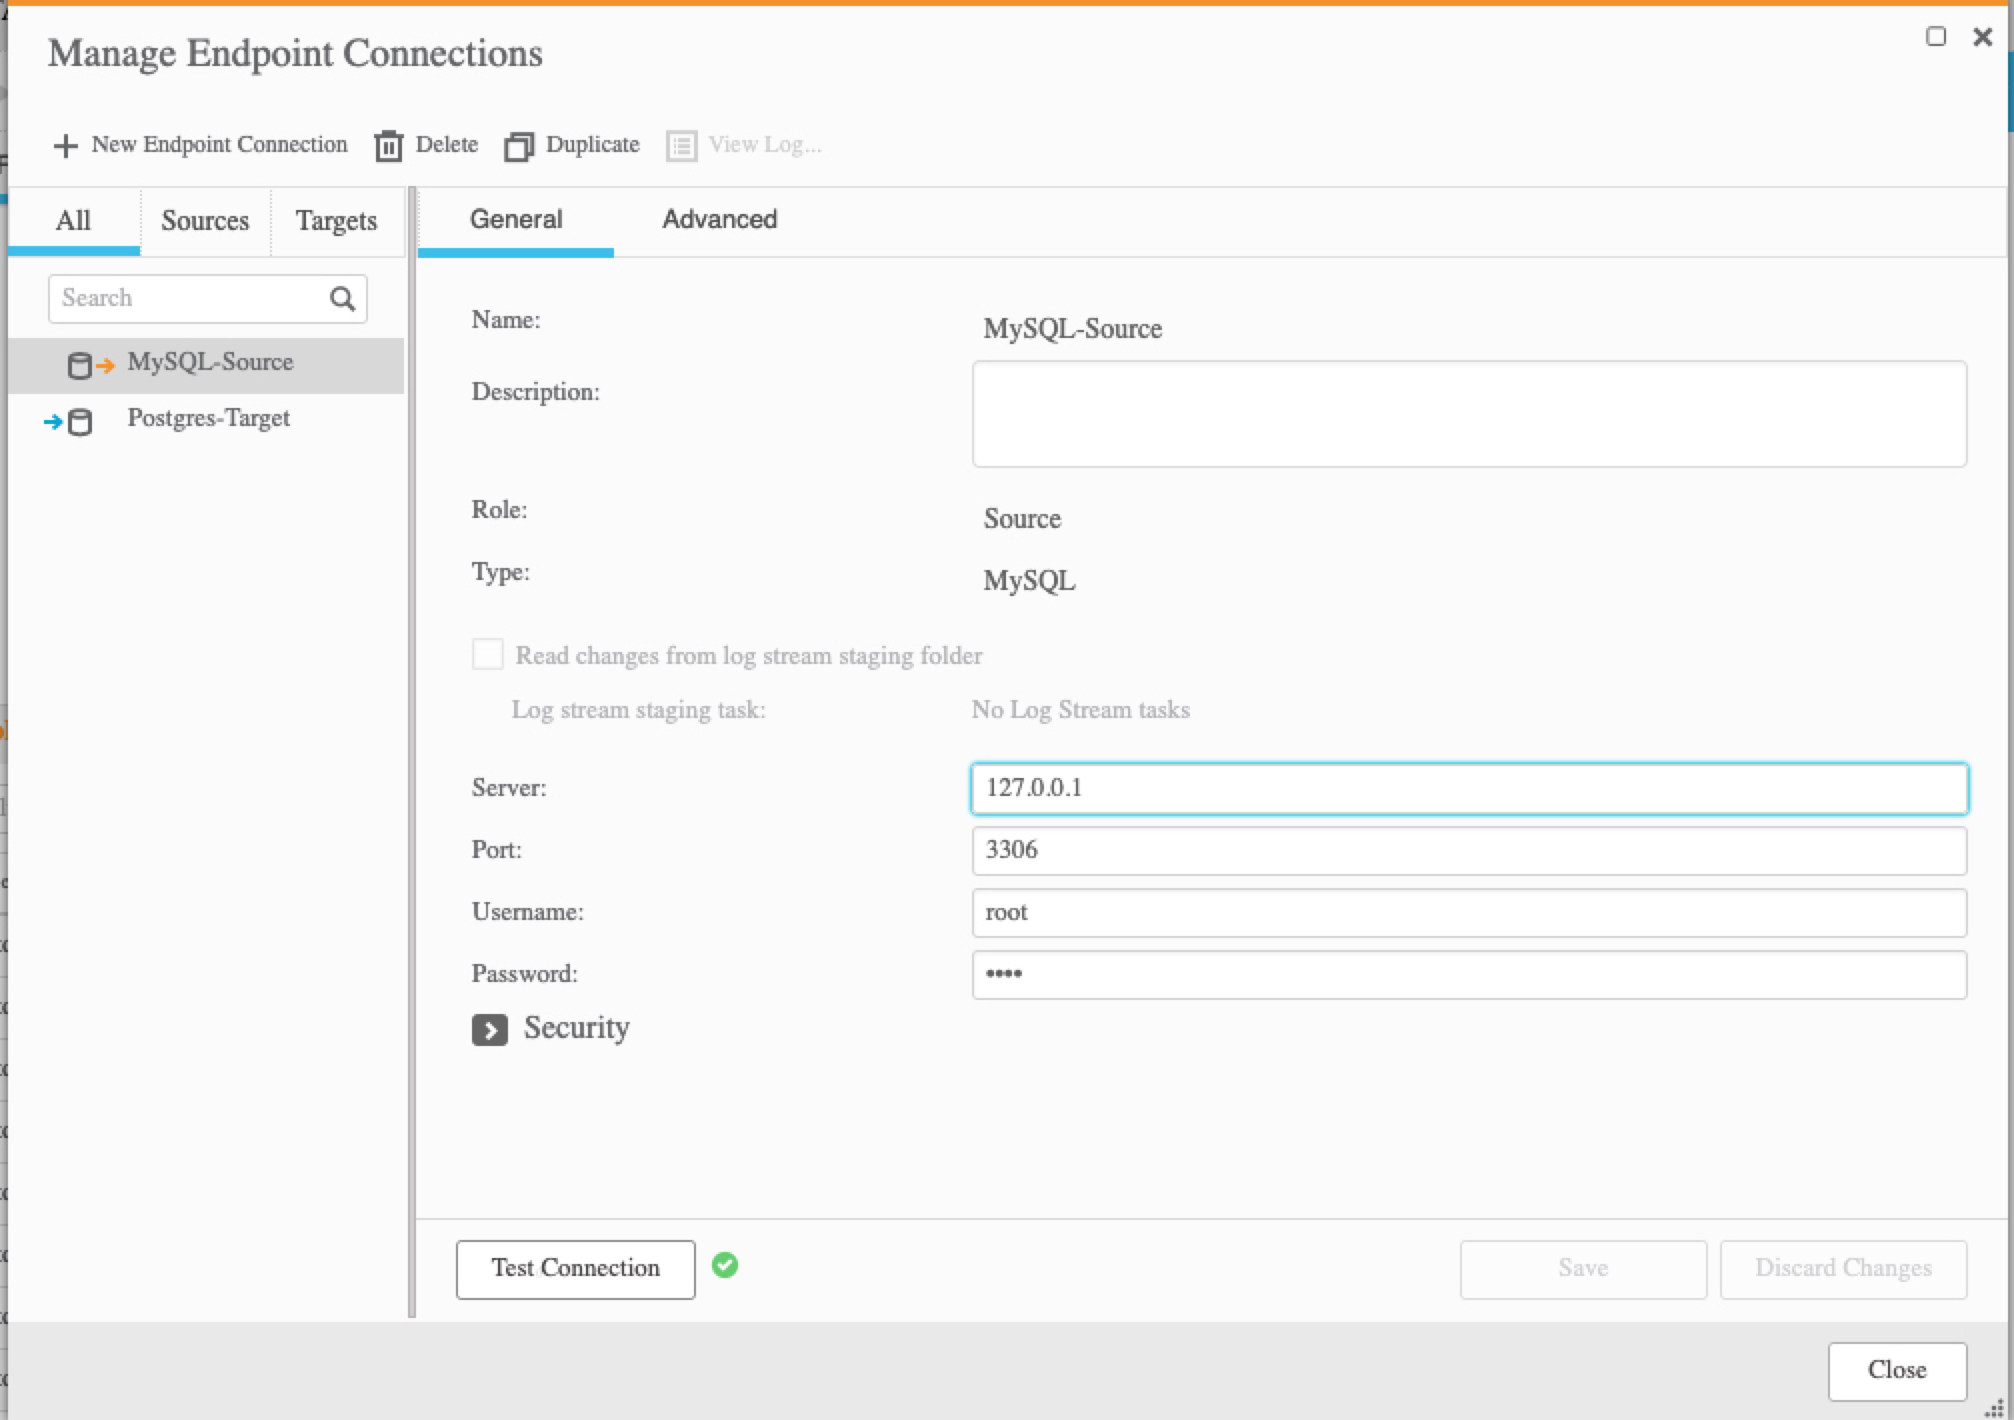 Manage Endpoint Connections
New Endpoint Connection Delete Duplicate View Log...
All Sources Targets
General Advanced
Search
MySQL-Source
Postgres-Target
Name: MySQL-Source
Description:
Role: Source
Type: MySQL
Read changes from log stream staging folder
Log stream staging task: No Log Stream tasks
Server: 127.0.0.1
Port: 3306
Username: root
Password: ••••
Security
Test Connection Save Discard Changes
Close